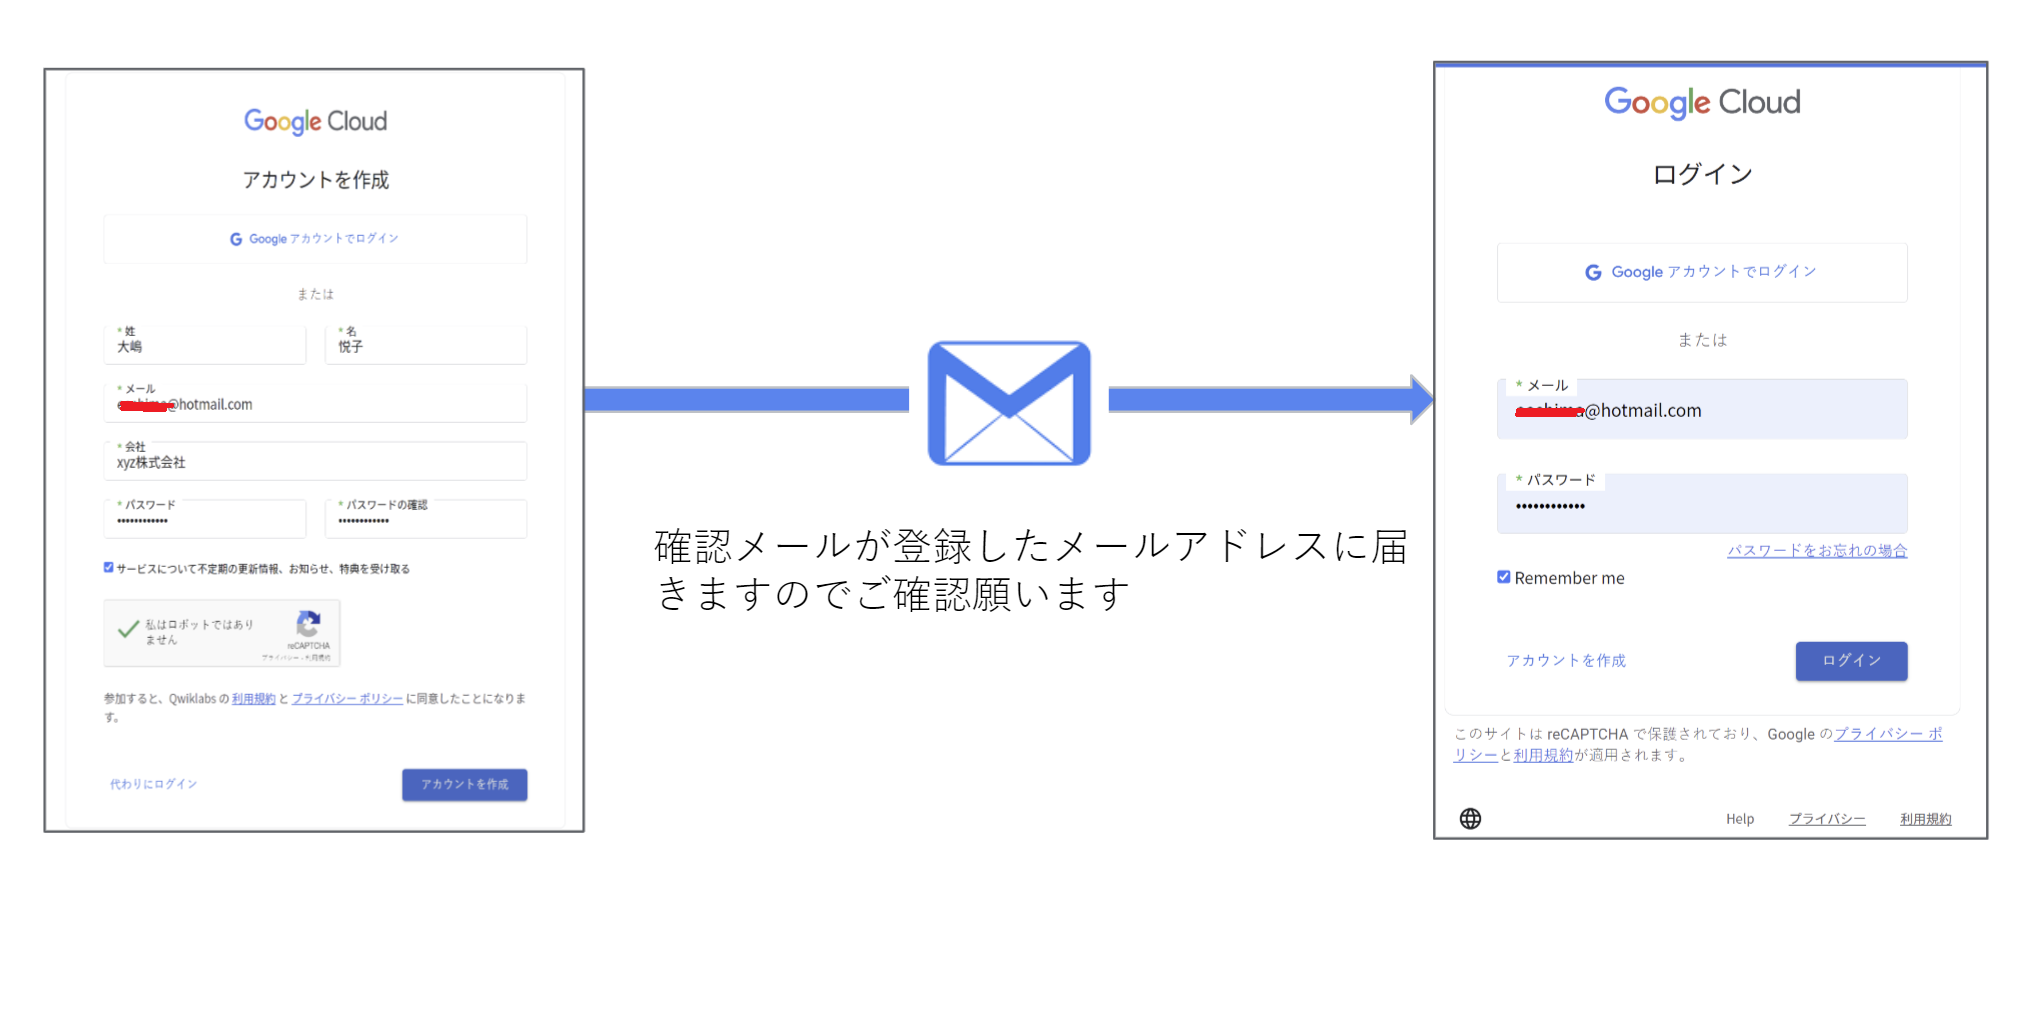 Google Cloud
アカウントを作成
G Google アカウントでログイン
または
* 姓
大嶋
* 名
悦子
* メール
@hotmail.com
* 会社
xyz株式会社
* パスワード
••••••••••••
* パスワードの確認
••••••••••••
サービスについて不定期の更新情報、お知らせ、特典を受け取る
私はロボットではあり
ません
reCAPTCHA
プライバシー - 利用規約
参加すると、Qwiklabs の 利用規約 と プライバシー ポリシー に同意したことになりま
す。
代わりにログイン
アカウントを作成
確認メールが登録したメールアドレスに届
きますのでご確認願います
Google Cloud
ログイン
G Google アカウントでログイン
または
* メール
@hotmail.com
* パスワード
••••••••••••
パスワードをお忘れの場合
Remember me
アカウントを作成
ログイン
このサイトは reCAPTCHA で保護されており、Google のプライバシー ポ
リシーと利用規約が適用されます。
Help
プライバシー
利用規約